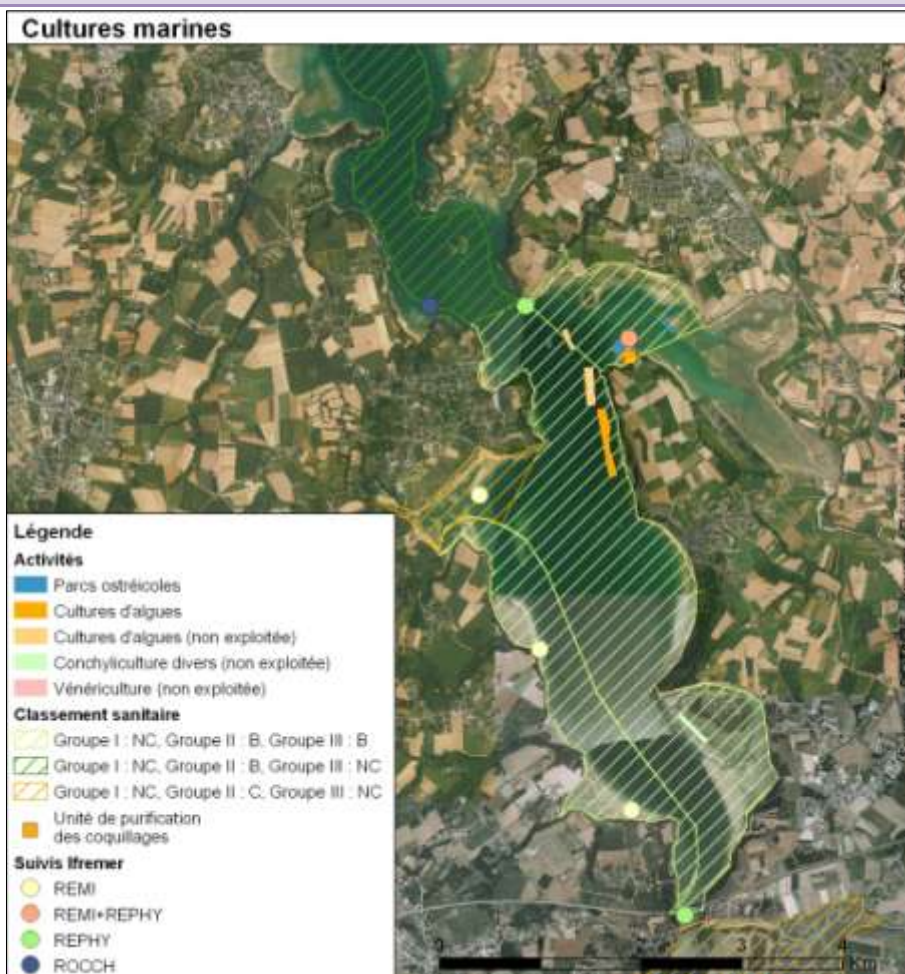 Cultures marines
Légende
Activités
Parcs ostréicoles
Cultures d'algues
Cultures d'algues (non exploitée)
Conchyliculture divers (non exploitée)
Vénériculture (non exploitée)
Classement sanitaire
Groupe I : NC, Groupe II : B, Groupe III : B
Groupe I : NC, Groupe II : B, Groupe III : NC
Groupe I : NC, Groupe II : C, Groupe III : NC
Unité de purification
des coquillages
Suivis Ifremer
REMI
REMI+REPHY
REPHY
ROCCH
0 1 2 3 4
Km